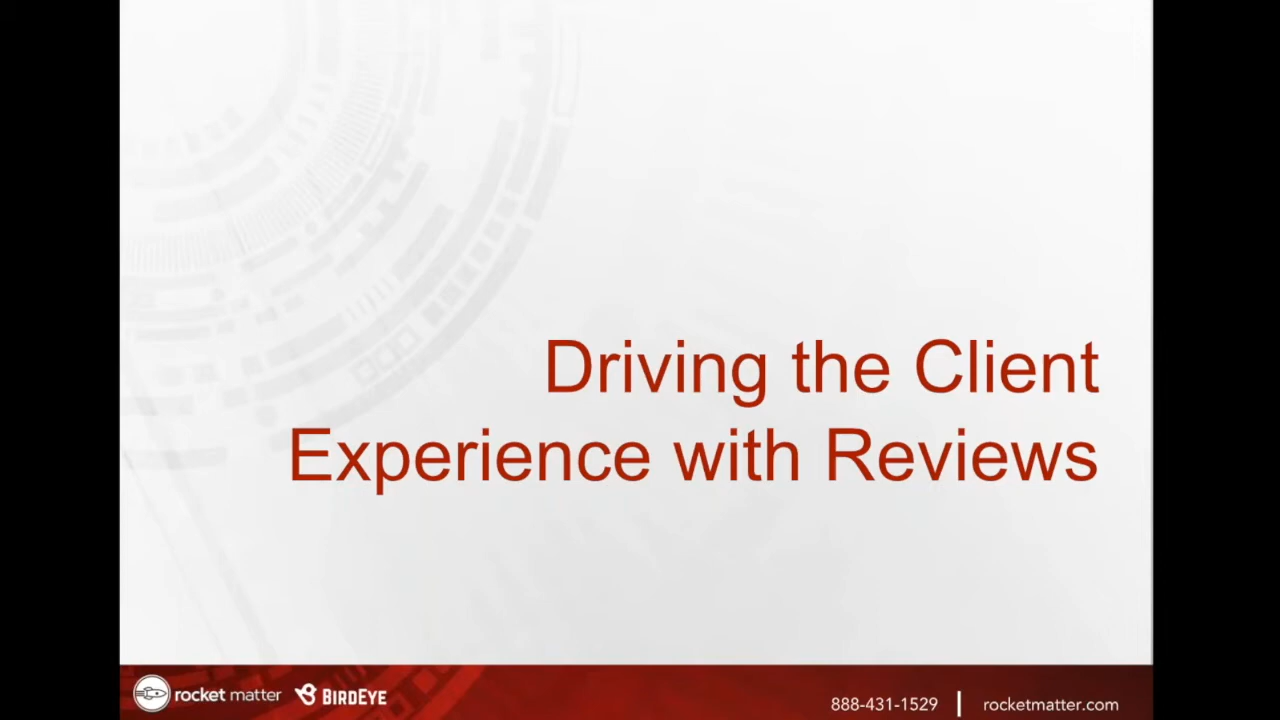 Driving the Client
Experience with Reviews
rocket matter BIRDEYE
888-431-1529 | rocketmatter.com